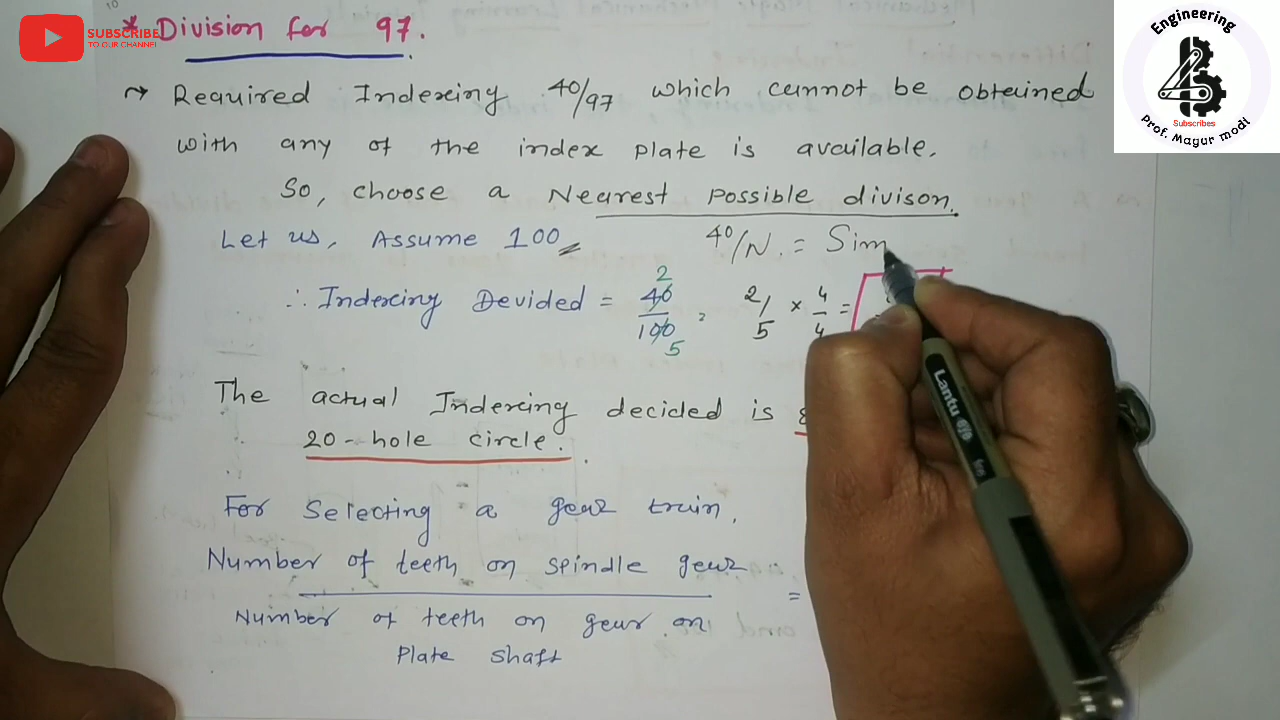 * Division for 97.
SUBSCRIBE
TO OUR CHANNEL
Engineering
Subscribes
Prof. Mayur modi
→ Required Indexing 40/97 which cannot be obtained
with any of the index plate is available.
So, choose a Nearest possible divison.
Let us, Assume 100
40/N. = Sim
∴ Indexing Devided = 40/100 2 5 = 2/5 × 4/4 =
The actual Indexing decided is 8
20-hole circle.
For selecting a gear train,
Number of teeth on spindle gear
=
Number of teeth on gear on
Plate shaft
Lantu